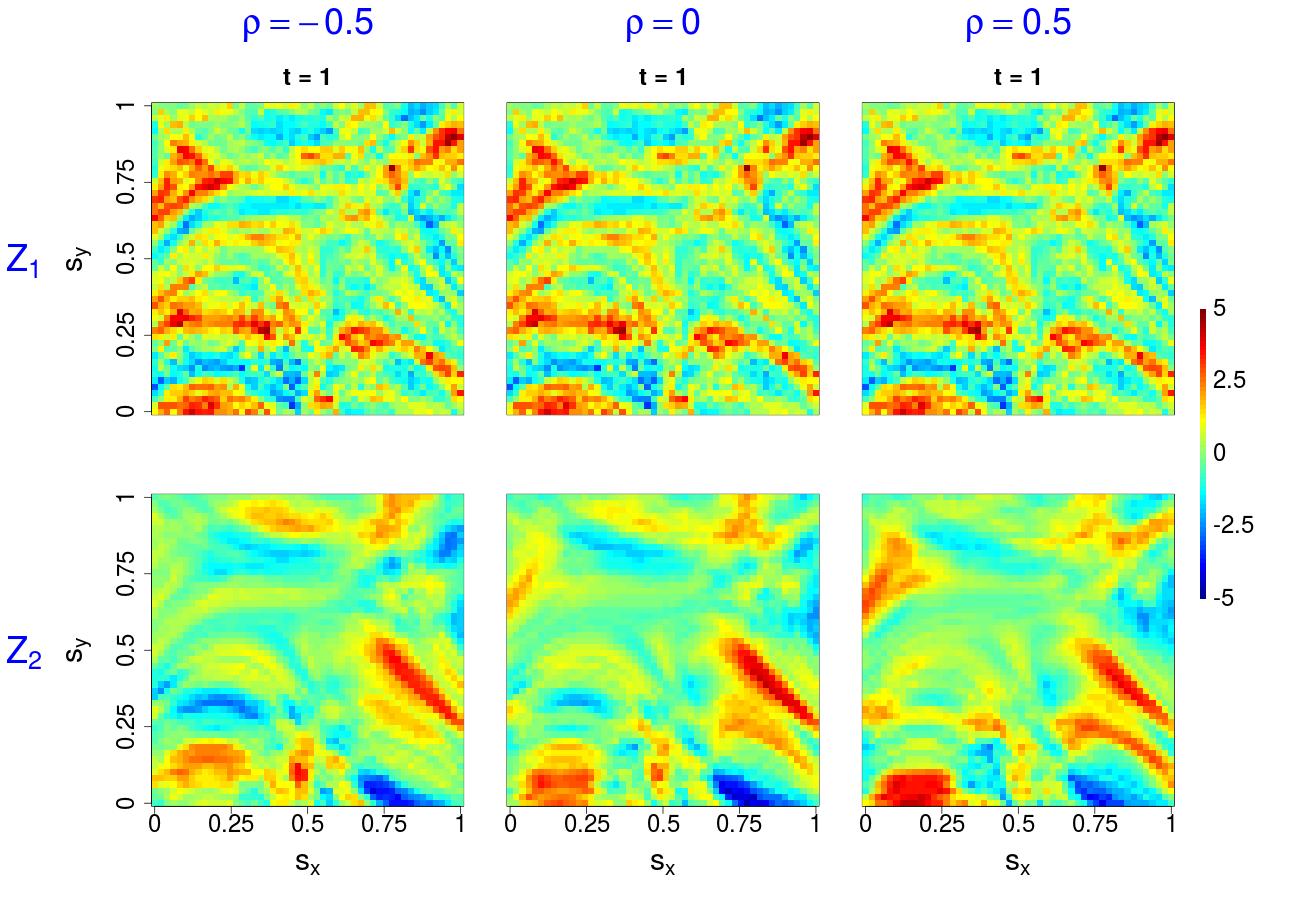 ρ = − 0.5 ρ = 0 ρ = 0.5
t = 1 t = 1 t = 1
Z1 sy 0 0.25 0.5 0.75 1
5
2.5
0
-2.5
-5
Z2 sy 0 0.25 0.5 0.75 1
0 0.25 0.5 0.75 1 0 0.25 0.5 0.75 1 0 0.25 0.5 0.75 1
sx sx sx